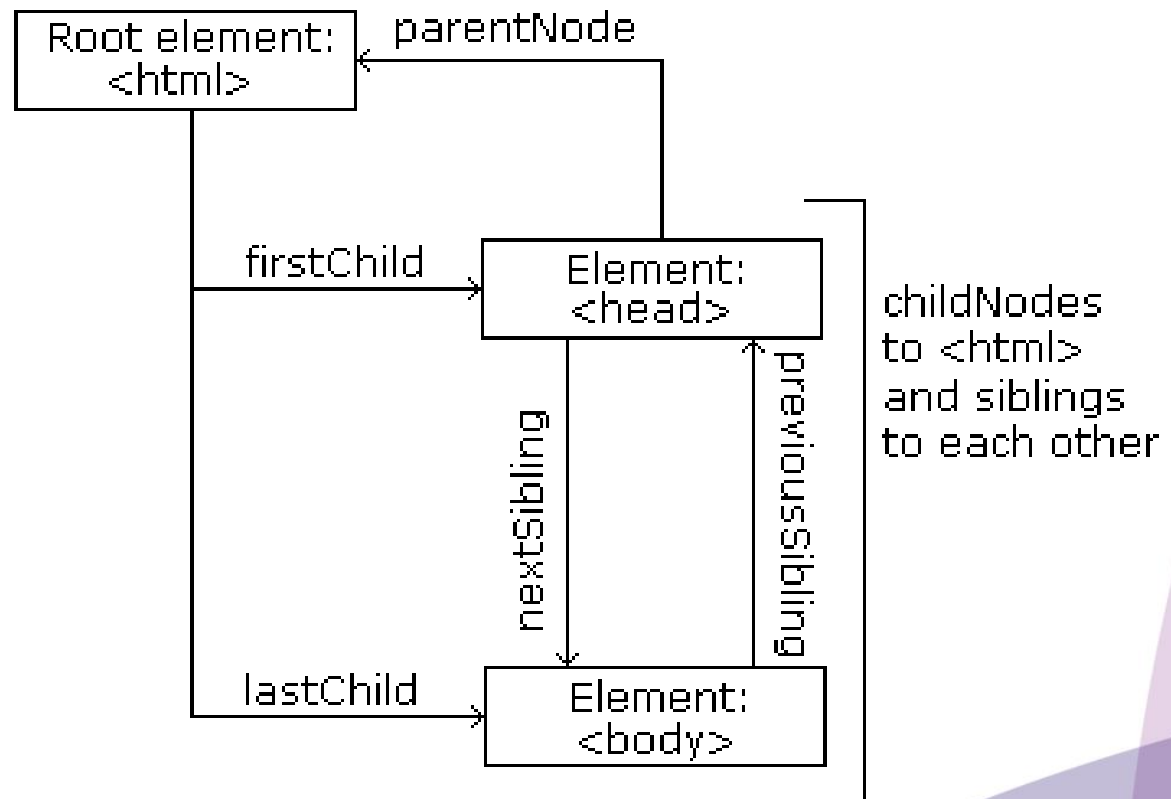 Root element:
<html>
parentNode
firstChild
Element:
<head>
childNodes
to <html>
and siblings
to each other
nextSibling
previousSibling
lastChild
Element:
<body>